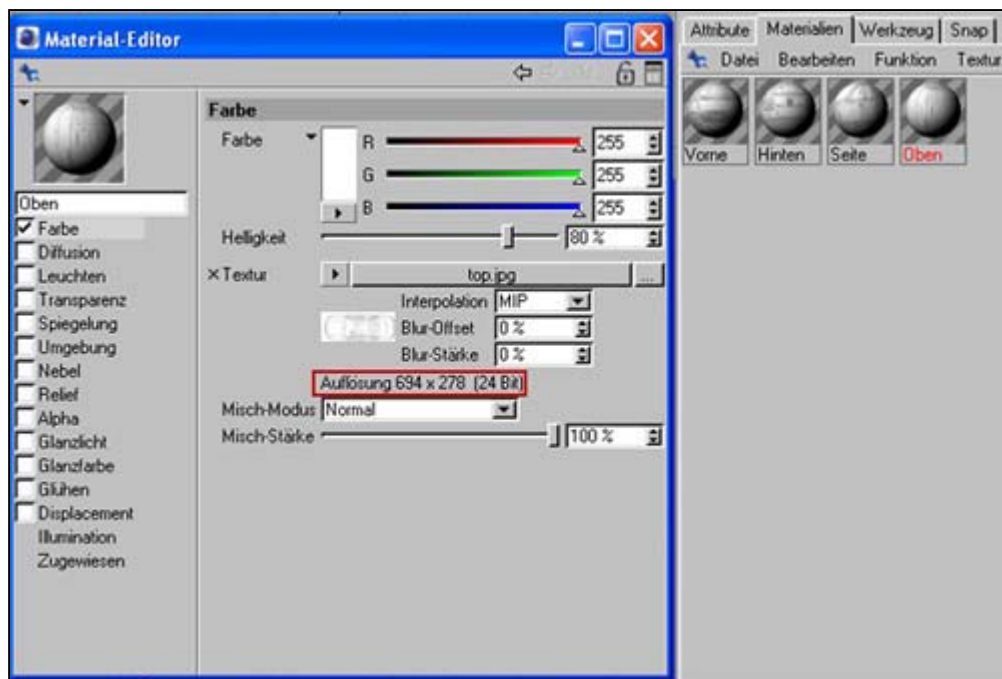 Material-Editor
Attribute Materialien Werkzeug Snap
Datei Bearbeiten Funktion Textur
Vorne Hinten Seite Oben
Oben
Farbe
Diffusion
Leuchten
Transparenz
Spiegelung
Umgebung
Nebel
Relief
Alpha
Glanzlicht
Glanzfarbe
Glühen
Displacement
Illumination
Zugewiesen
Farbe
Farbe R 255
G 255
B 255
Helligkeit 80 %
Textur top.jpg ...
Interpolation MIP
Blur-Offset 0 %
Blur-Stärke 0 %
Auflösung 694 x 278 (24 Bit)
Misch-Modus Normal
Misch-Stärke 100 %